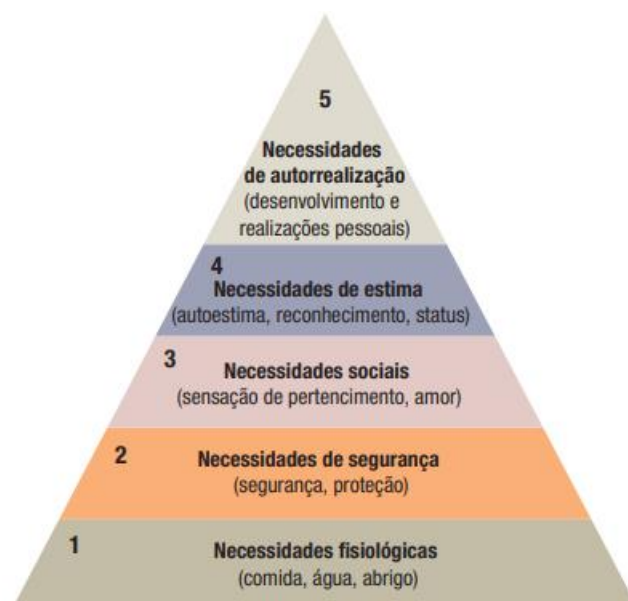 5
Necessidades
de autorrealização
(desenvolvimento e
realizações pessoais)
4
Necessidades de estima
(autoestima, reconhecimento, status)
3
Necessidades sociais
(sensação de pertencimento, amor)
2
Necessidades de segurança
(segurança, proteção)
1
Necessidades fisiológicas
(comida, água, abrigo)